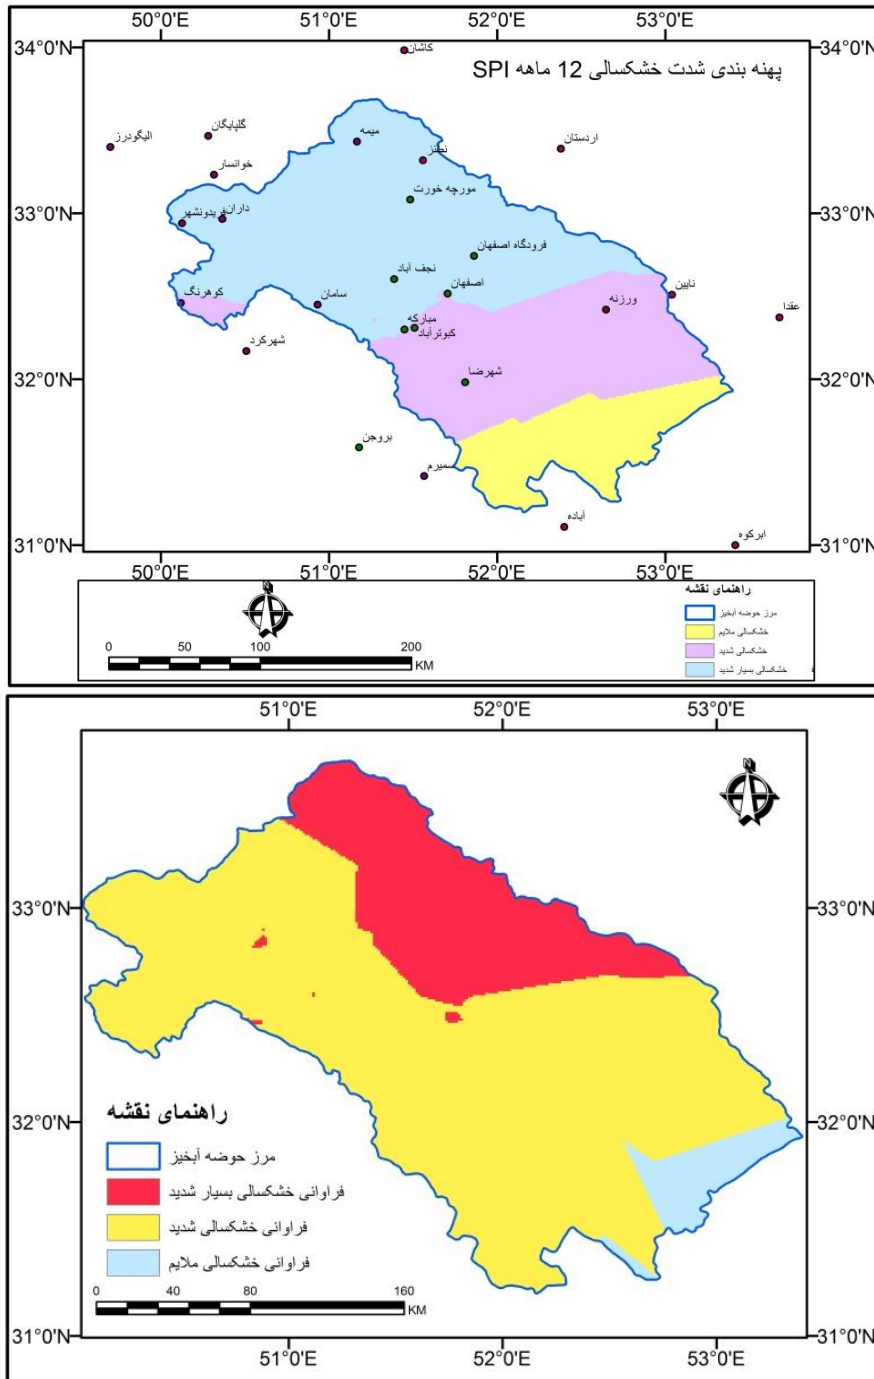 50°0'E 51°0'E 52°0'E 53°0'E
34°0'N 34°0'N
کاشان
پهنه بندی شدت خشکسالی 12 ماهه SPI
گلپایگان
میمه
الیگودرز
نطنز
اردستان
خوانسار
مورچه خورت
33°0'N 33°0'N
داران
فریدونشهر
فرودگاه اصفهان
نجف آباد
اصفهان
کوهرنگ
سامان
نایین
ورزنه
عقدا
مبارکه
کبوترآباد
شهرکرد
32°0'N 32°0'N
شهرضا
بروجن
سمیرم
آباده
31°0'N 31°0'N
ابرکوه
50°0'E 51°0'E 52°0'E 53°0'E
راهنمای نقشه
مرز حوضه آبخیز
خشکسالی ملایم
خشکسالی شدید
خشکسالی بسیار شدید
N
0 50 100 200
KM
51°0'E 52°0'E 53°0'E
N
33°0'N 33°0'N
32°0'N 32°0'N
راهنمای نقشه
مرز حوضه آبخیز
فراوانی خشکسالی بسیار شدید
فراوانی خشکسالی شدید
فراوانی خشکسالی ملایم
0 40 80 160
KM
31°0'N 31°0'N
51°0'E 52°0'E 53°0'E